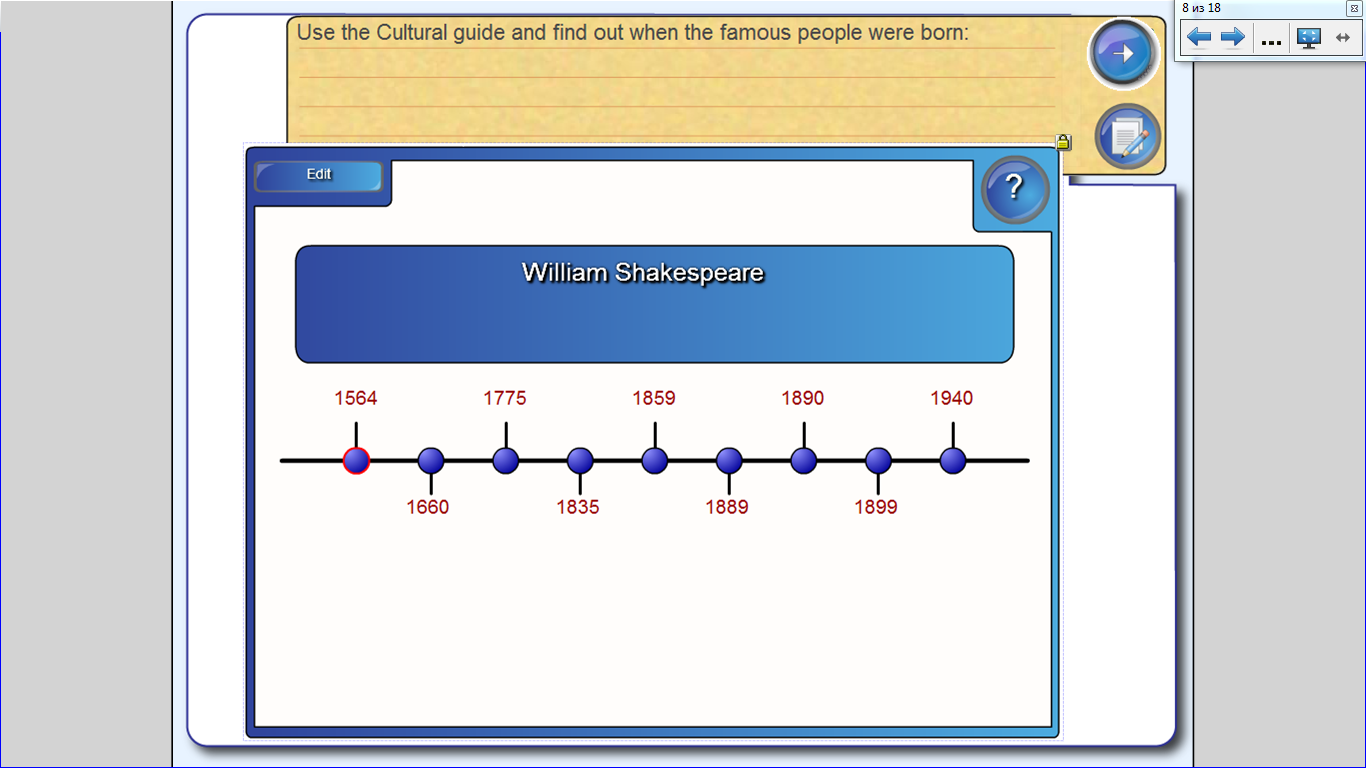 8 из 18
Use the Cultural guide and find out when the famous people were born:
Edit
?
William Shakespeare
1564 1775 1859 1890 1940
1660 1835 1889 1899